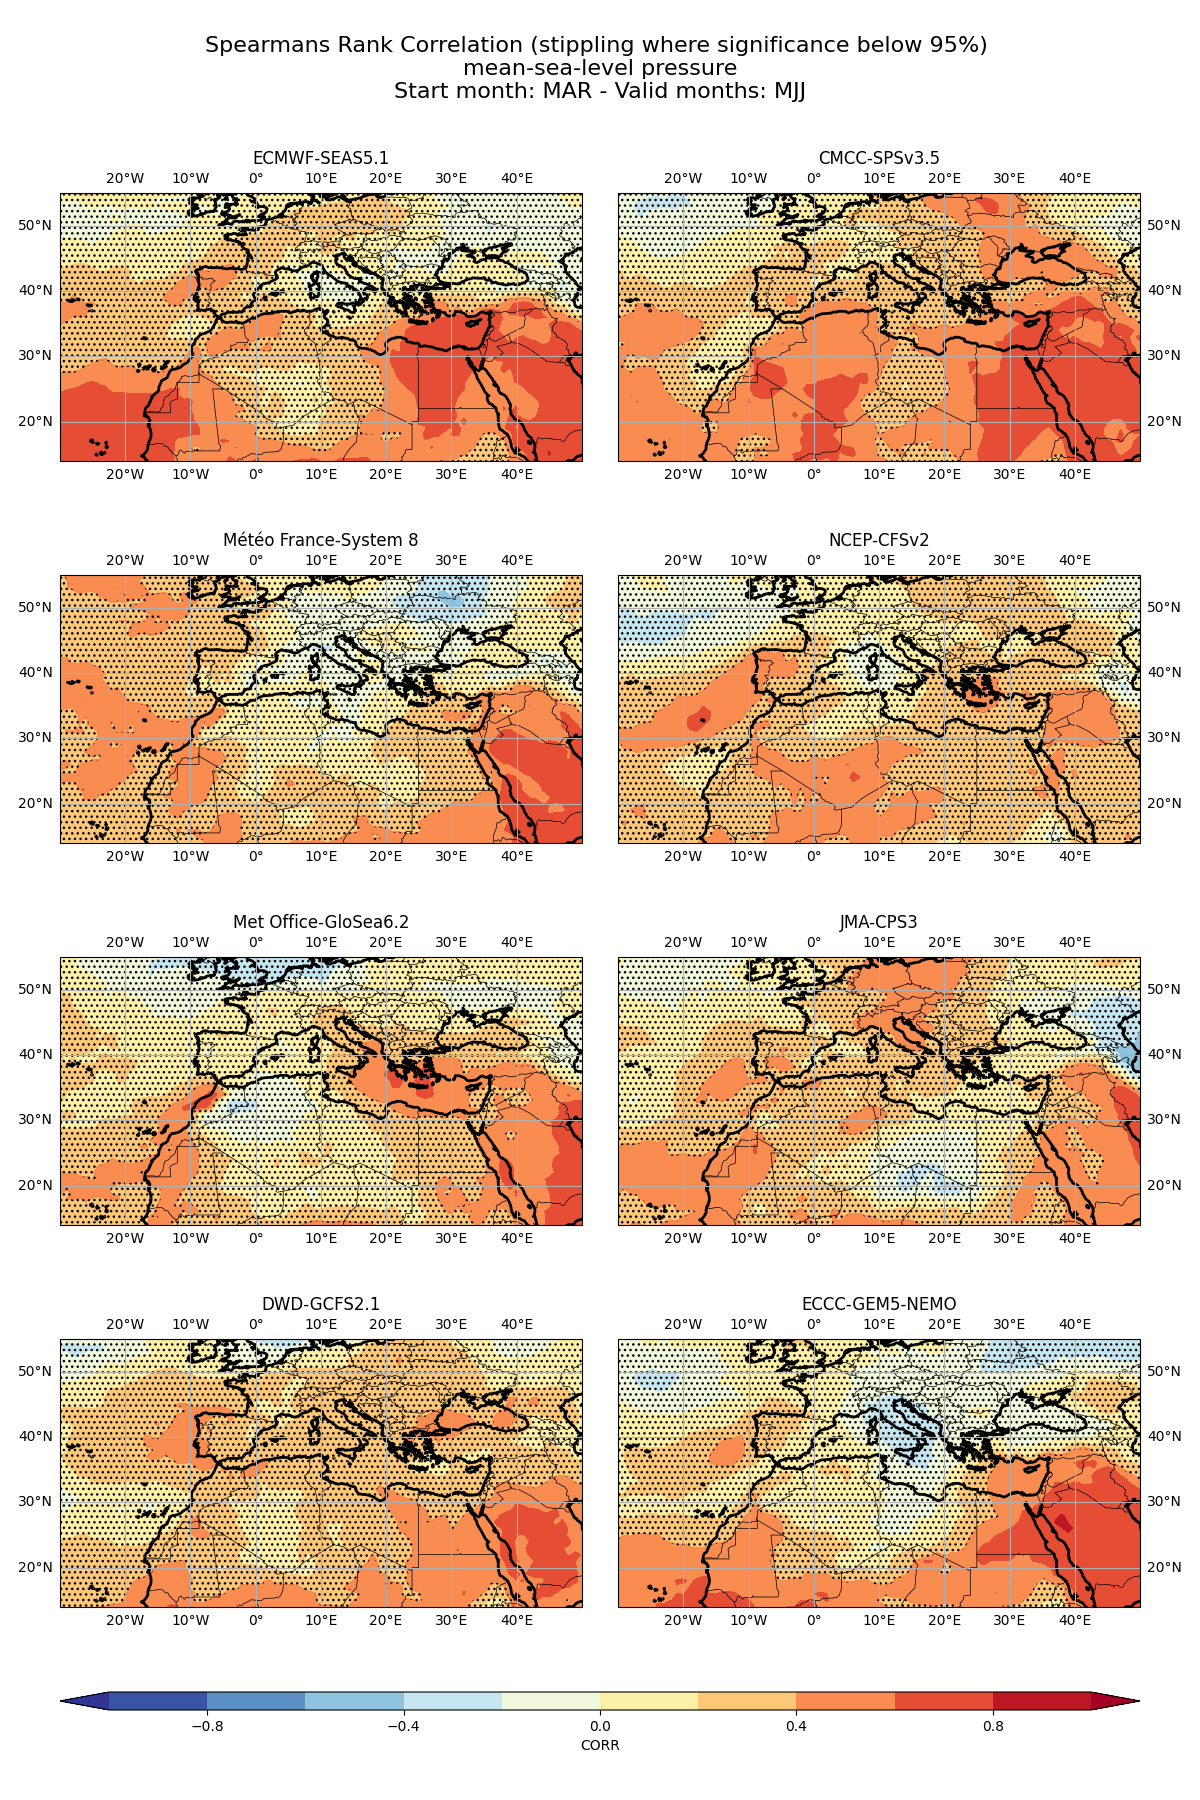 Spearmans Rank Correlation (stippling where significance below 95%)
mean-sea-level pressure
Start month: MAR - Valid months: MJJ
ECMWF-SEAS5.1
20°W 10°W 0° 10°E 20°E 30°E 40°E
50°N
40°N
30°N
20°N
20°W 10°W 0° 10°E 20°E 30°E 40°E
CMCC-SPSv3.5
20°W 10°W 0° 10°E 20°E 30°E 40°E
50°N
40°N
30°N
20°N
20°W 10°W 0° 10°E 20°E 30°E 40°E
Météo France-System 8
20°W 10°W 0° 10°E 20°E 30°E 40°E
50°N
40°N
30°N
20°N
20°W 10°W 0° 10°E 20°E 30°E 40°E
NCEP-CFSv2
20°W 10°W 0° 10°E 20°E 30°E 40°E
50°N
40°N
30°N
20°N
20°W 10°W 0° 10°E 20°E 30°E 40°E
Met Office-GloSea6.2
20°W 10°W 0° 10°E 20°E 30°E 40°E
50°N
40°N
30°N
20°N
20°W 10°W 0° 10°E 20°E 30°E 40°E
JMA-CPS3
20°W 10°W 0° 10°E 20°E 30°E 40°E
50°N
40°N
30°N
20°N
20°W 10°W 0° 10°E 20°E 30°E 40°E
DWD-GCFS2.1
20°W 10°W 0° 10°E 20°E 30°E 40°E
50°N
40°N
30°N
20°N
20°W 10°W 0° 10°E 20°E 30°E 40°E
ECCC-GEM5-NEMO
20°W 10°W 0° 10°E 20°E 30°E 40°E
50°N
40°N
30°N
20°N
20°W 10°W 0° 10°E 20°E 30°E 40°E
−0.8 −0.4 0.0 0.4 0.8
CORR